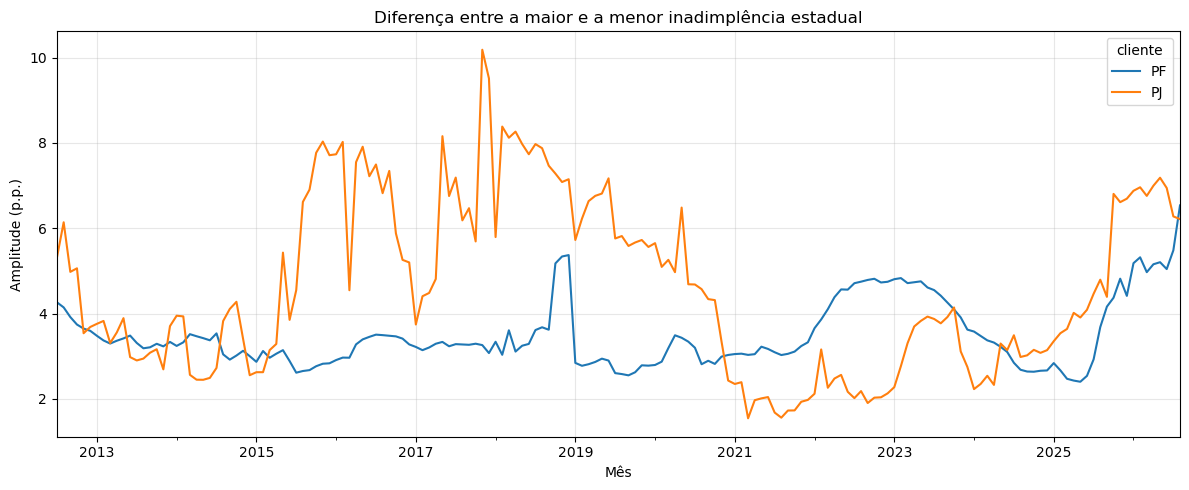 Diferença entre a maior e a menor inadimplência estadual
cliente
PF
PJ
Amplitude (p.p.)
10
8
6
4
2
2013
2015
2017
2019
2021
2023
2025
Mês